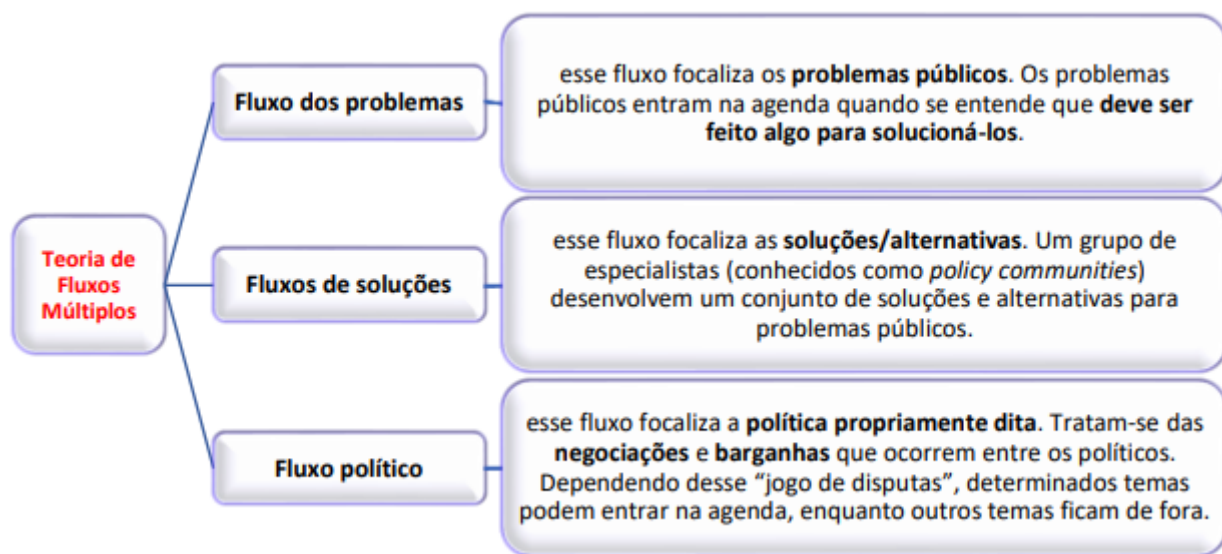 Teoria de
Fluxos
Múltiplos
Fluxo dos problemas
esse fluxo focaliza os problemas públicos. Os problemas
públicos entram na agenda quando se entende que deve ser
feito algo para solucioná-los.
Fluxos de soluções
esse fluxo focaliza as soluções/alternativas. Um grupo de
especialistas (conhecidos como policy communities)
desenvolvem um conjunto de soluções e alternativas para
problemas públicos.
Fluxo político
esse fluxo focaliza a política propriamente dita. Tratam-se das
negociações e barganhas que ocorrem entre os políticos.
Dependendo desse “jogo de disputas”, determinados temas
podem entrar na agenda, enquanto outros temas ficam de fora.